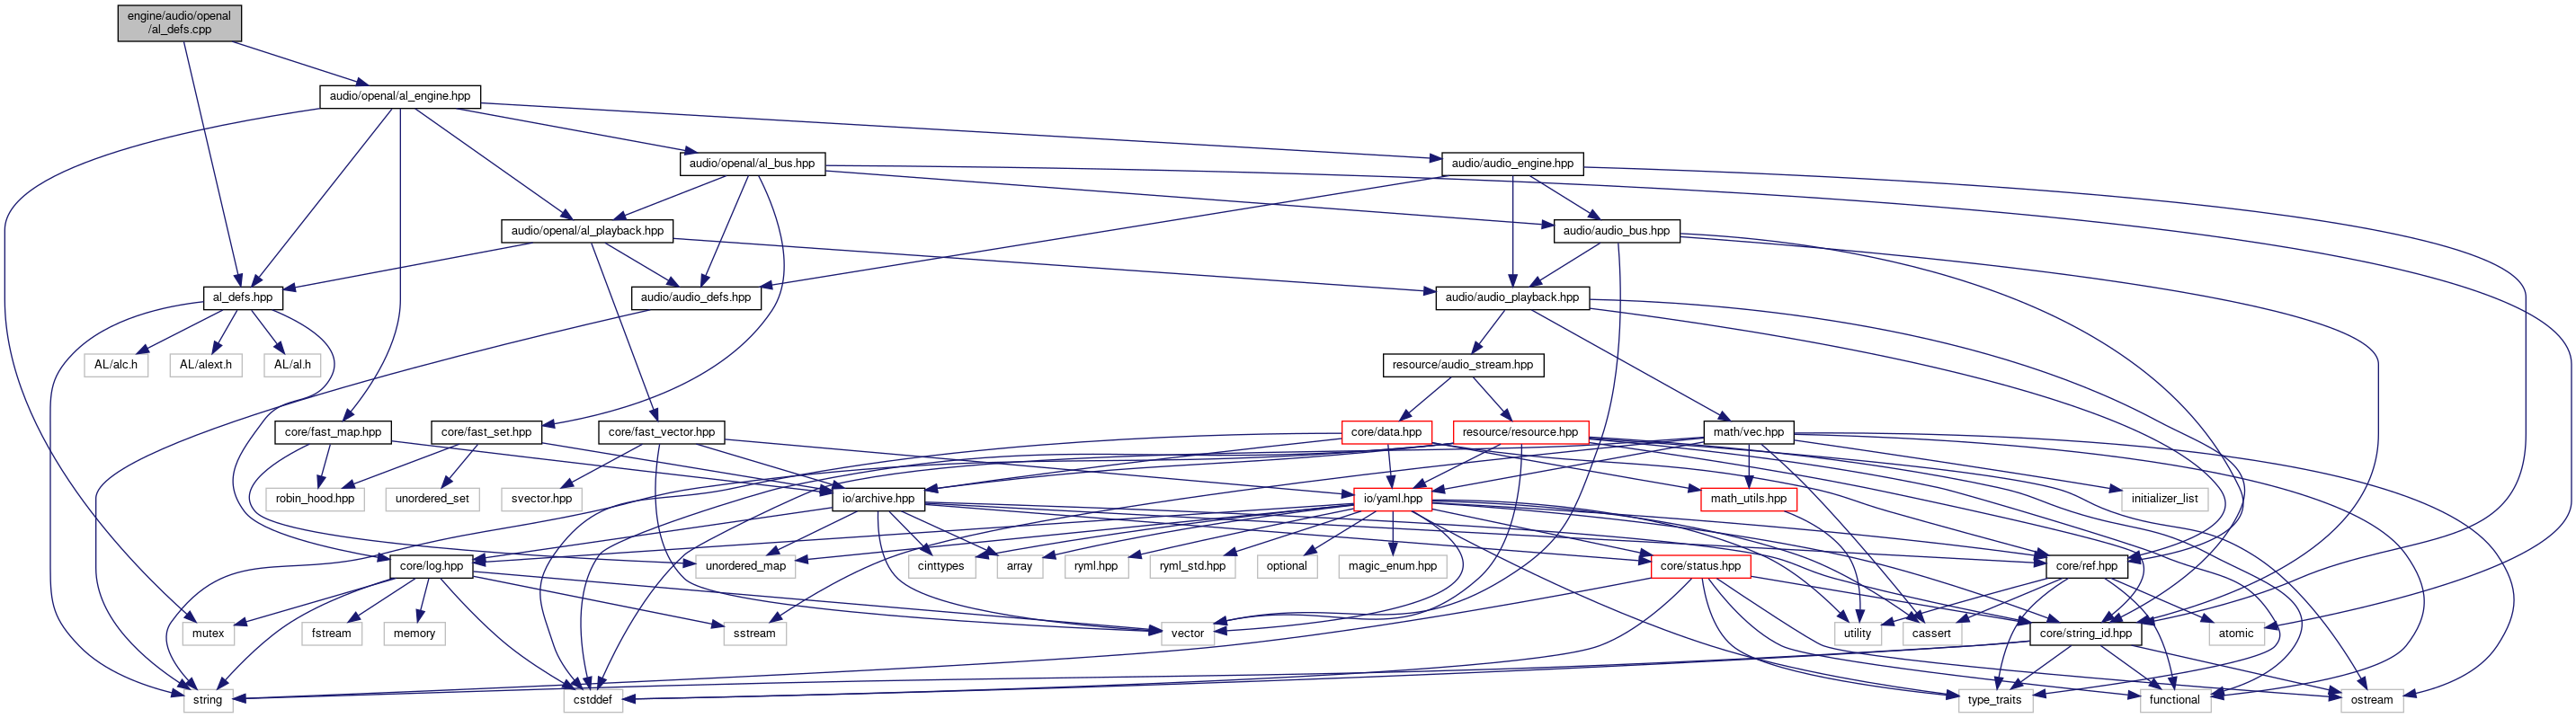 engine/audio/openal
/al_defs.cpp
audio/openal/al_engine.hpp
audio/openal/al_bus.hpp
audio/audio_engine.hpp
audio/openal/al_playback.hpp
audio/audio_bus.hpp
al_defs.hpp
audio/audio_defs.hpp
audio/audio_playback.hpp
AL/alc.h
AL/alext.h
AL/al.h
resource/audio_stream.hpp
core/fast_map.hpp
core/fast_set.hpp
core/fast_vector.hpp
core/data.hpp
resource/resource.hpp
math/vec.hpp
robin_hood.hpp
unordered_set
svector.hpp
io/archive.hpp
io/yaml.hpp
math_utils.hpp
initializer_list
core/log.hpp
unordered_map
cinttypes
array
ryml.hpp
ryml_std.hpp
optional
magic_enum.hpp
core/status.hpp
core/ref.hpp
mutex
fstream
memory
sstream
vector
utility
cassert
core/string_id.hpp
atomic
string
cstddef
type_traits
functional
ostream